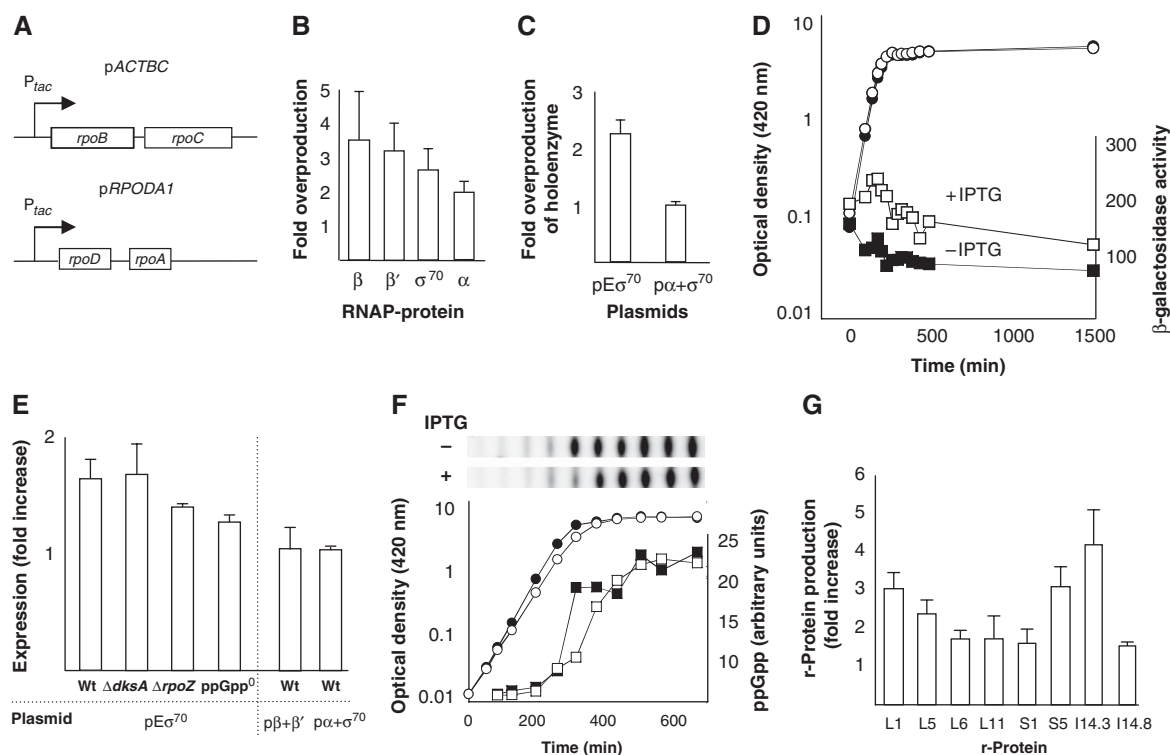 A
pACTBC
Ptac
rpoB rpoC
pRPODA1
Ptac
rpoD rpoA
B
Fold overproduction
5
4
3
2
1
β β′ σ70 α
RNAP-protein
C
Fold overproduction
of holoenzyme
3
2
1
pEσ70 pα+σ70
Plasmids
D
Optical density (420 nm)
10
1
0.1
0.01
+IPTG
−IPTG
300
200
100
β-galactosidase activity
0 500 1000 1500
Time (min)
E
Expression (fold increase)
2
1
Wt ΔdksA ΔrpoZ ppGpp0 Wt Wt
Plasmid pEσ70 pβ+β′ pα+σ70
F
IPTG
−
+
Optical density (420 nm)
10
1
0.1
0.01
25
20
15
10
ppGpp (arbitrary units)
0 200 400 600
Time (min)
G
r-Protein production
(fold increase)
6
5
4
3
2
1
L1 L5 L6 L11 S1 S5 I14.3 I14.8
r-Protein